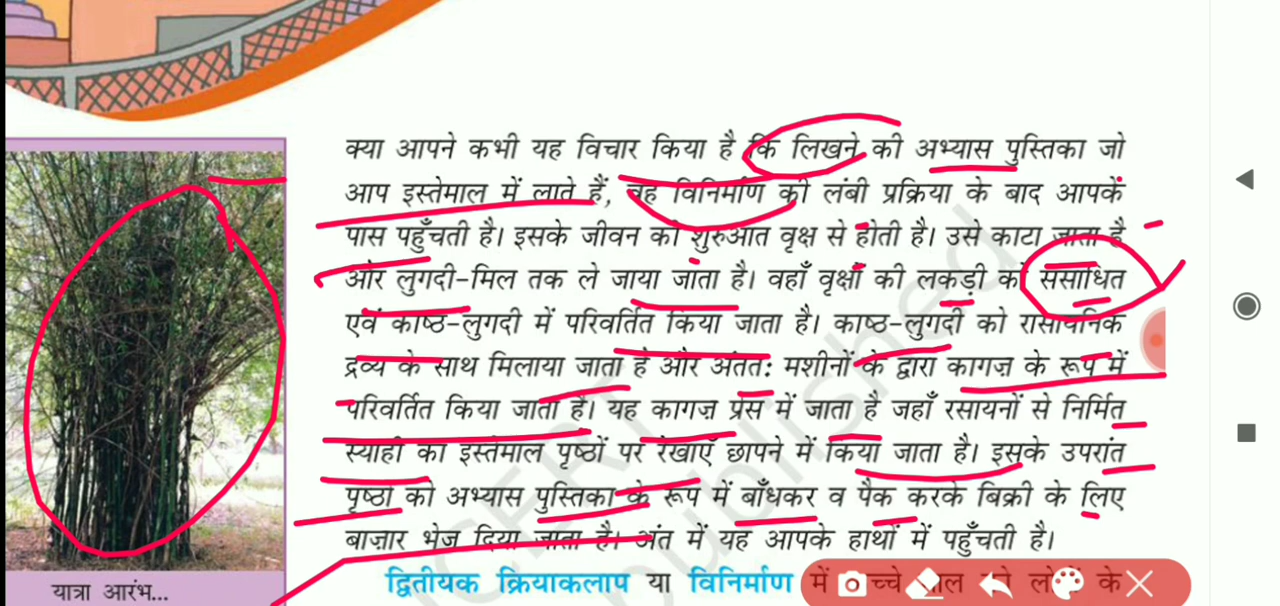 क्या आपने कभी यह विचार किया है कि लिखने की अभ्यास पुस्तिका जो
आप इस्तेमाल में लाते हैं, वह विनिर्माण की लंबी प्रक्रिया के बाद आपके
पास पहुँचती है। इसके जीवन की शुरुआत वृक्ष से होती है। उसे काटा जाता है
और लुगदी-मिल तक ले जाया जाता है। वहाँ वृक्षों की लकड़ी को संसाधित
एवं काष्ठ-लुगदी में परिवर्तित किया जाता है। काष्ठ-लुगदी को रासायनिक
द्रव्य के साथ मिलाया जाता है और अंतत: मशीनों के द्वारा कागज़ के रूप में
परिवर्तित किया जाता है। यह कागज़ प्रेस में जाता है जहाँ रसायनों से निर्मित
स्याही का इस्तेमाल पृष्ठों पर रेखाएँ छापने में किया जाता है। इसके उपरांत
पृष्ठों को अभ्यास पुस्तिका के रूप में बाँधकर व पैक करके बिक्री के लिए
बाज़ार भेज दिया जाता है। अंत में यह आपके हाथों में पहुँचती है।
द्वितीयक क्रियाकलाप या विनिर्माण में के
यात्रा आरंभ...
NCERT
published